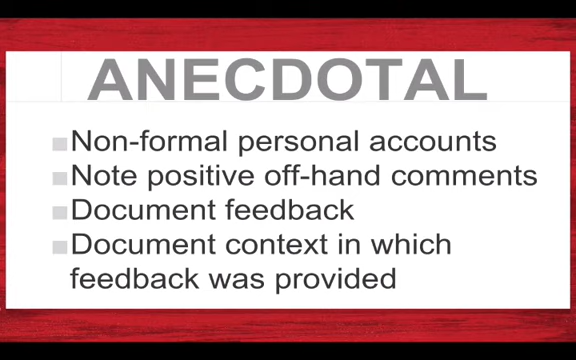 ANECDOTAL
Non-formal personal accounts
Note positive off-hand comments
Document feedback
Document context in which
feedback was provided